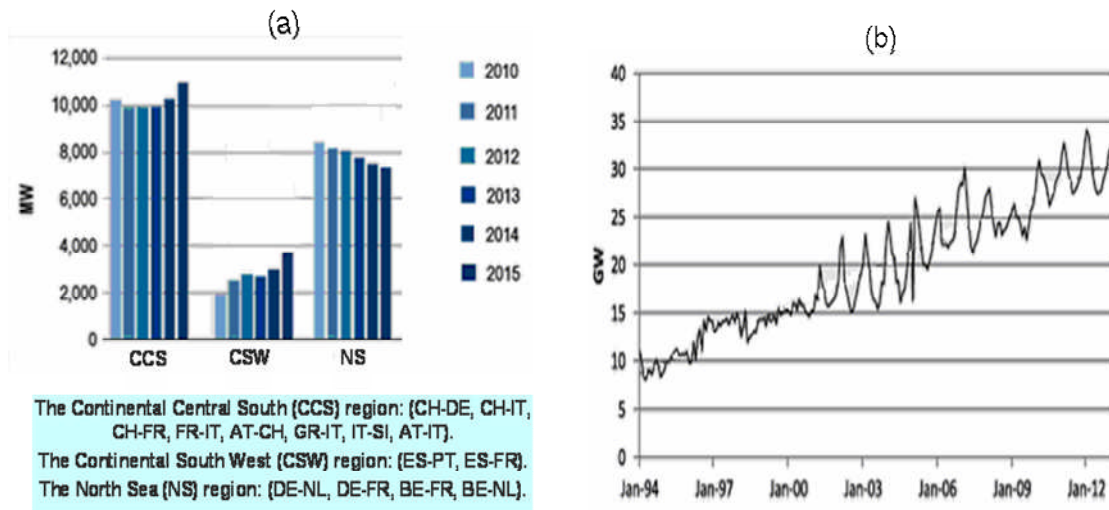 (a)
12,000
10,000
8,000
6,000
4,000
2,000
0
MW
CCS CSW NS
2010
2011
2012
2013
2014
2015
The Continental Central South (CCS) region: (CH-DE, CH-IT,
CH-FR, FR-IT, AT-CH, GR-IT, IT-SI, AT-IT).
The Continental South West (CSW) region: (ES-PT, ES-FR).
The North Sea (NS) region: (DE-NL, DE-FR, BE-FR, BE-NL).
(b)
40
35
30
25
20
15
10
5
0
GW
Jan-94 Jan-97 Jan-00 Jan-03 Jan-06 Jan-09 Jan-12